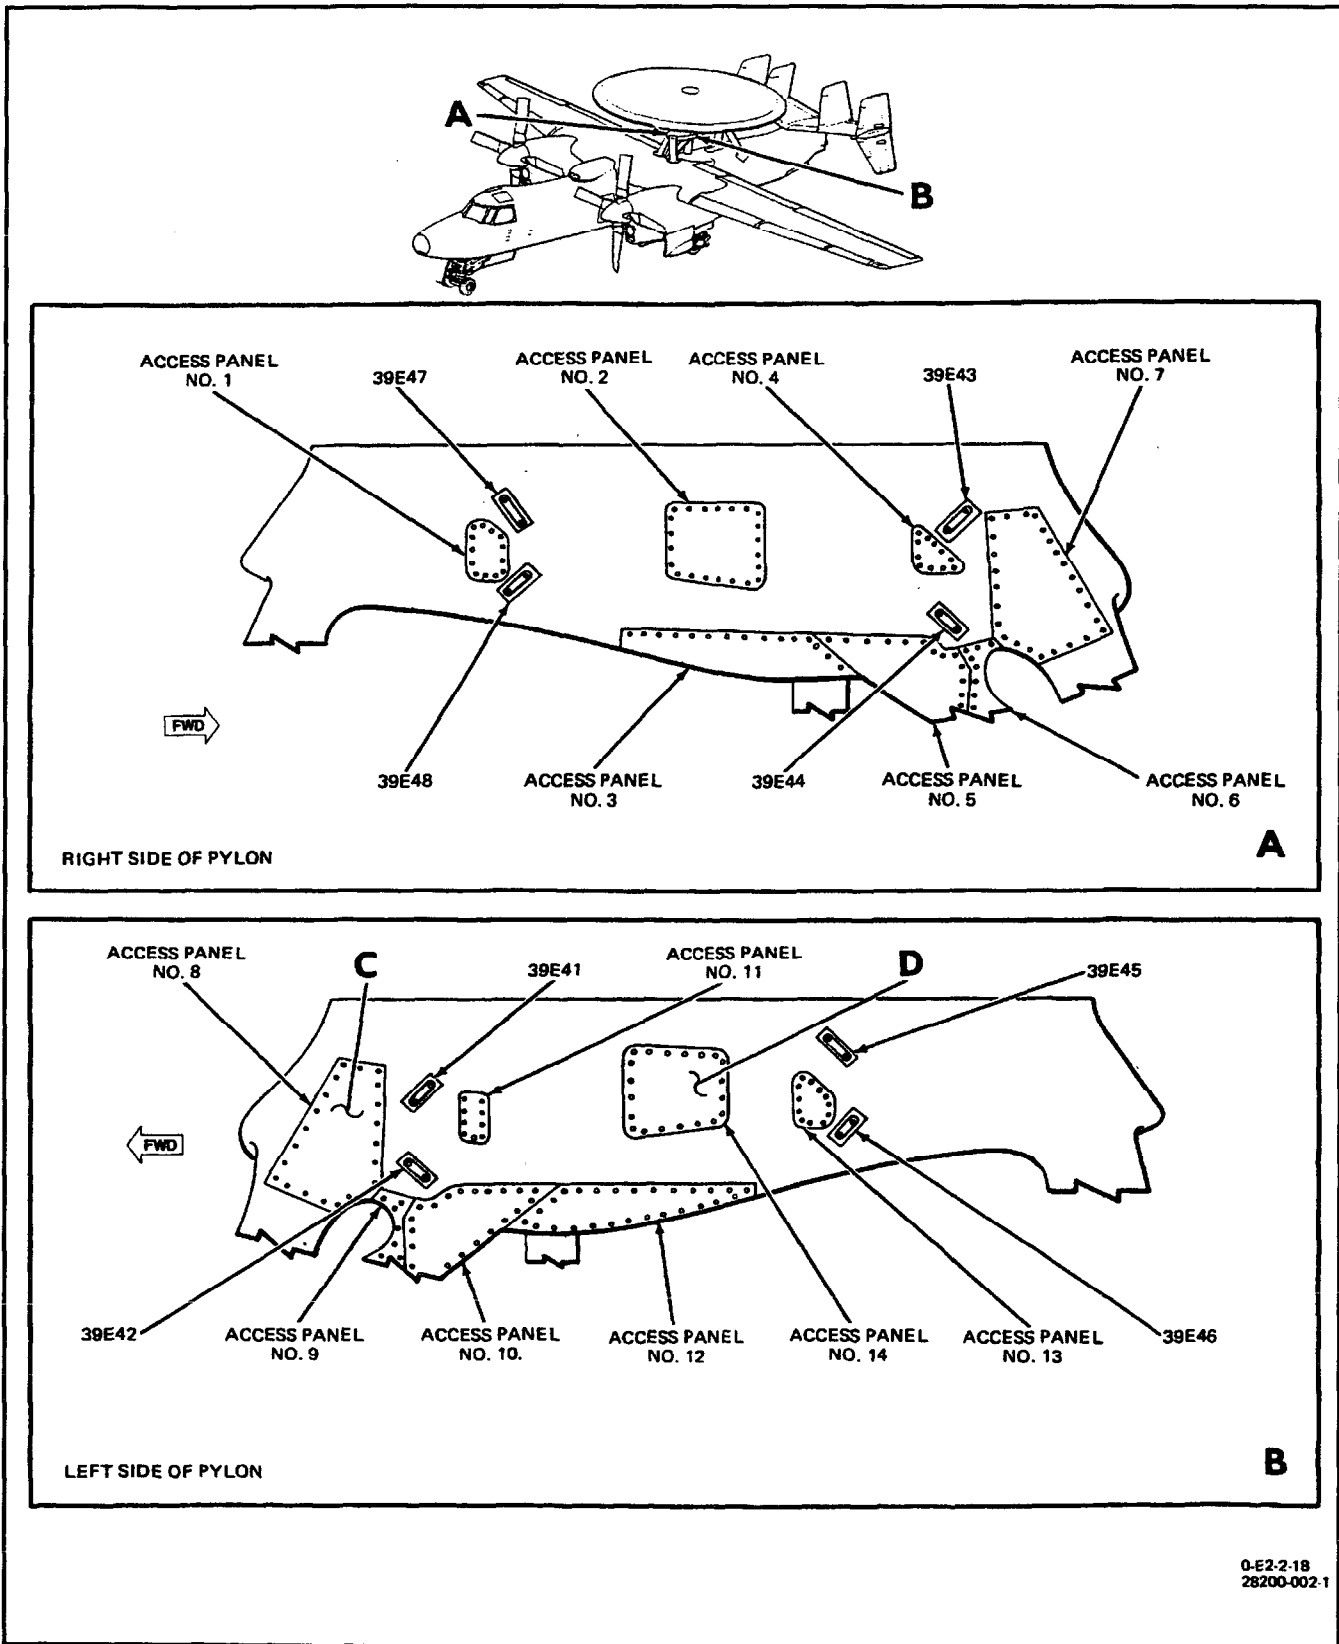 A
B
ACCESS PANEL
NO. 1
39E47
ACCESS PANEL
NO. 2
ACCESS PANEL
NO. 4
39E43
ACCESS PANEL
NO. 7
FWD
39E48
ACCESS PANEL
NO. 3
39E44
ACCESS PANEL
NO. 5
ACCESS PANEL
NO. 6
RIGHT SIDE OF PYLON
A
ACCESS PANEL
NO. 8
C
39E41
ACCESS PANEL
NO. 11
D
39E45
FWD
39E42
ACCESS PANEL
NO. 9
ACCESS PANEL
NO. 10.
ACCESS PANEL
NO. 12
ACCESS PANEL
NO. 14
ACCESS PANEL
NO. 13
39E46
LEFT SIDE OF PYLON
B
0-E2-2-18
28200-002-1